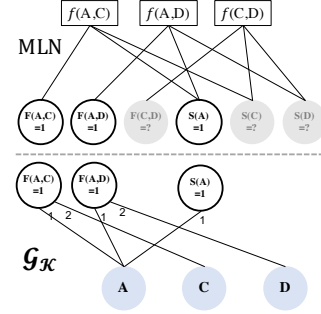 f(A,C) f(A,D) f(C,D)
MLN
F(A,C) F(A,D) F(C,D) S(A) S(C) S(D)
=1 =1 =? =1 =? =?
F(A,C) F(A,D) S(A)
=1 =1 =1
1 2 1 2 1
𝓖𝒦
A C D